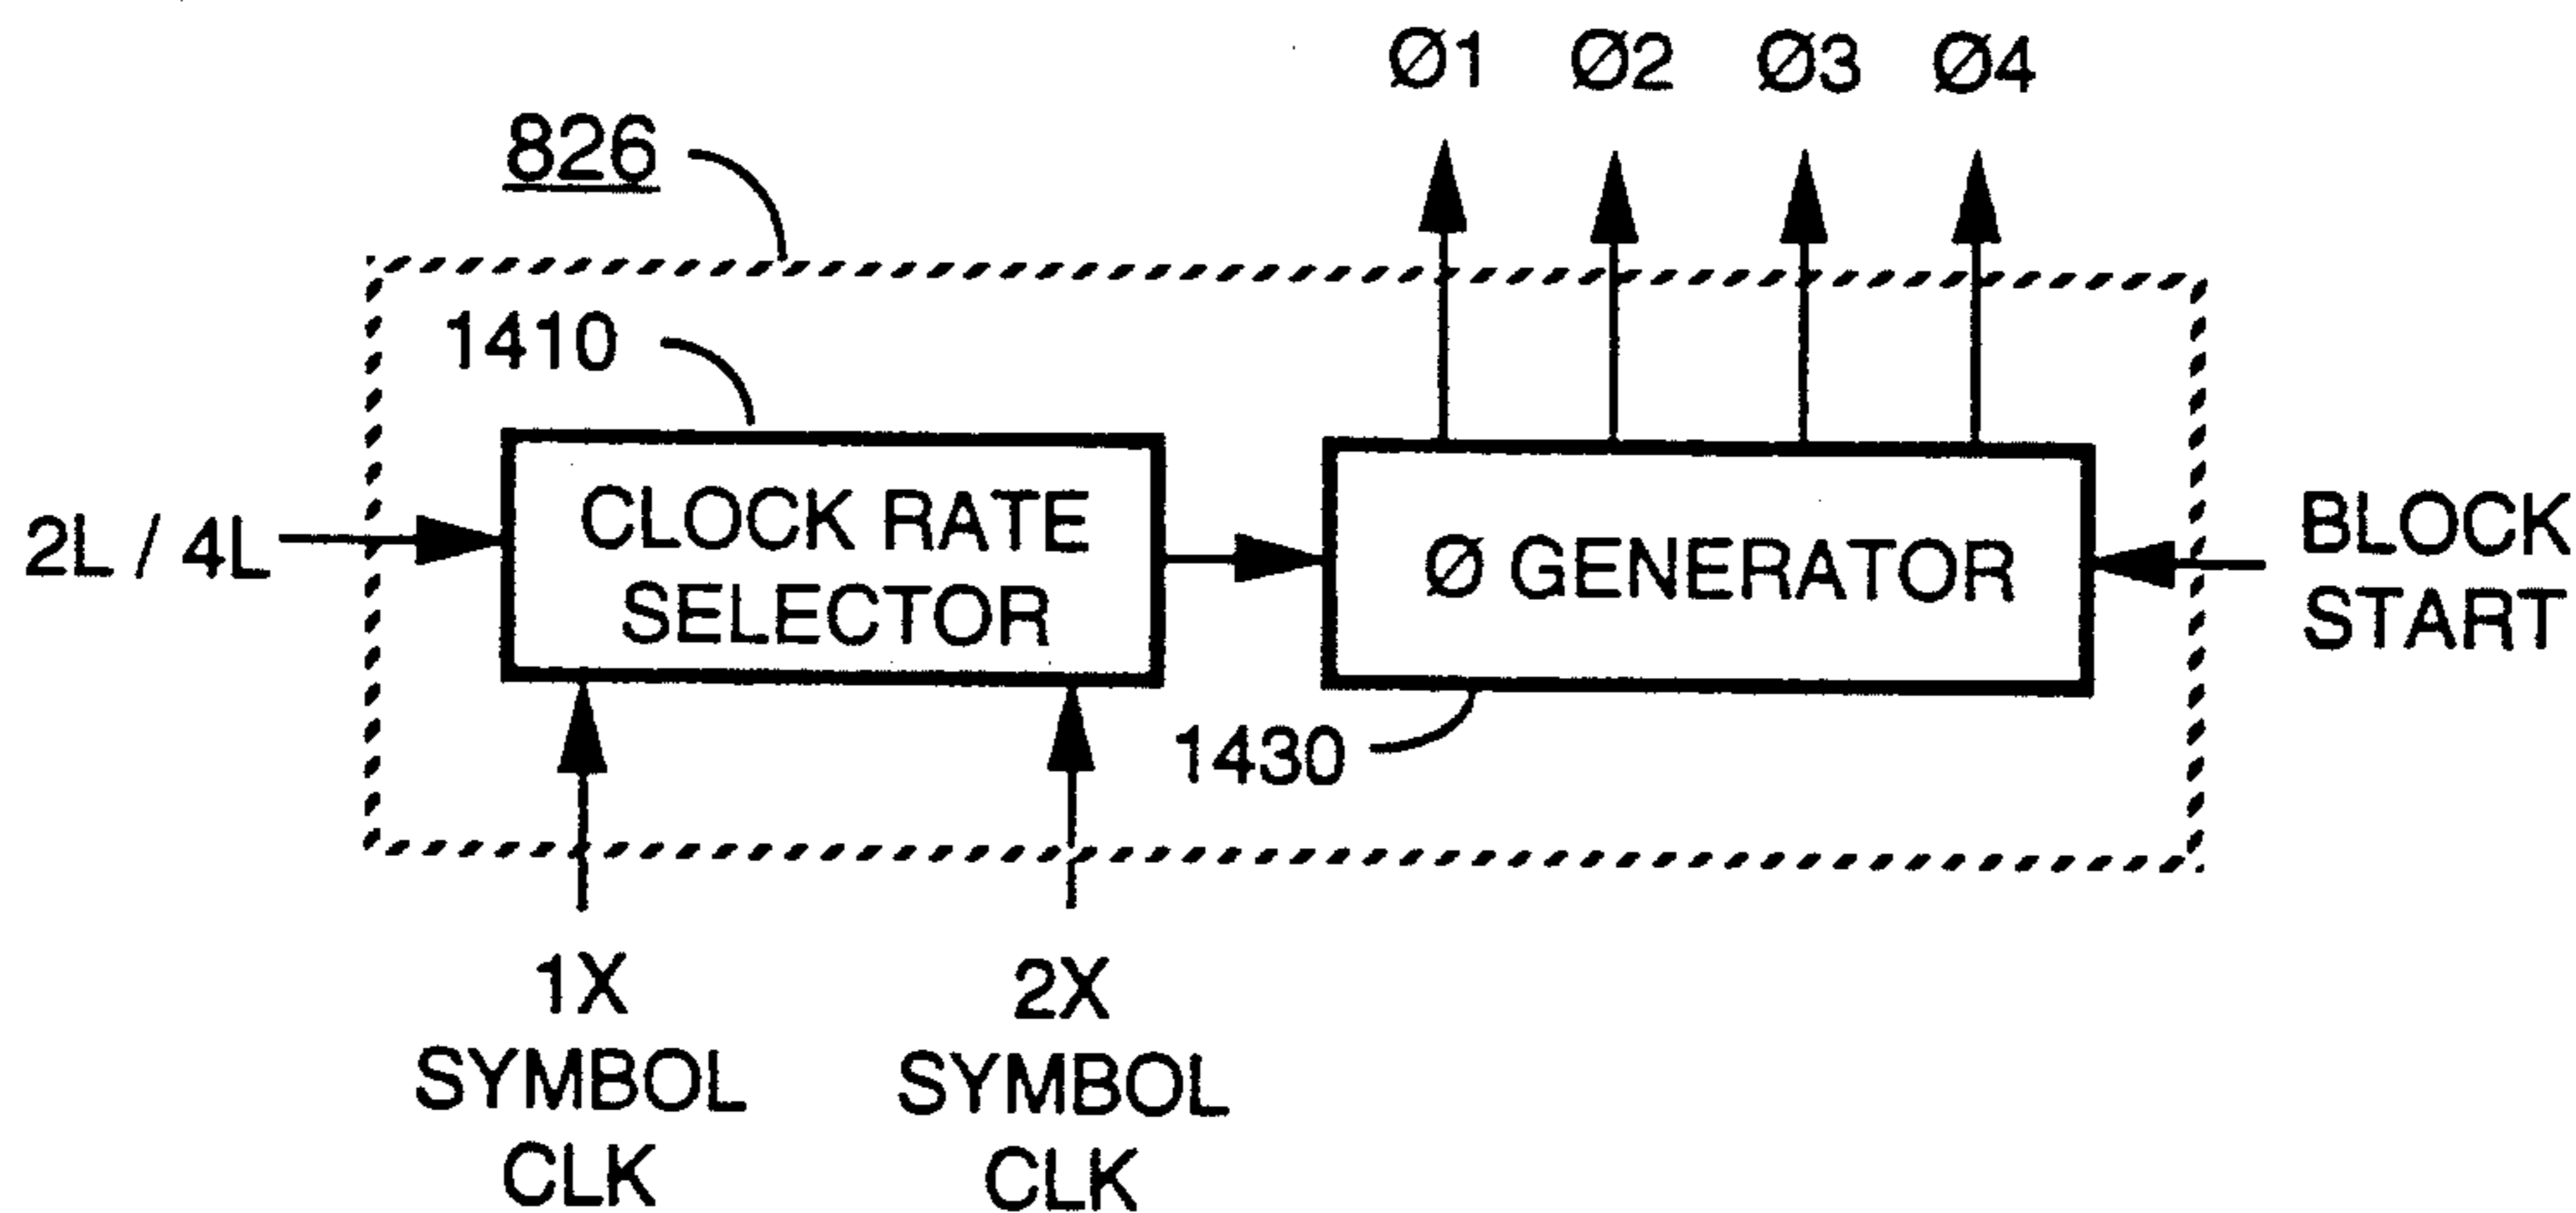 Ø1 Ø2 Ø3 Ø4
826
1410
2L / 4L
CLOCK RATE
SELECTOR
Ø GENERATOR
BLOCK
START
1430
1X
SYMBOL
CLK
2X
SYMBOL
CLK